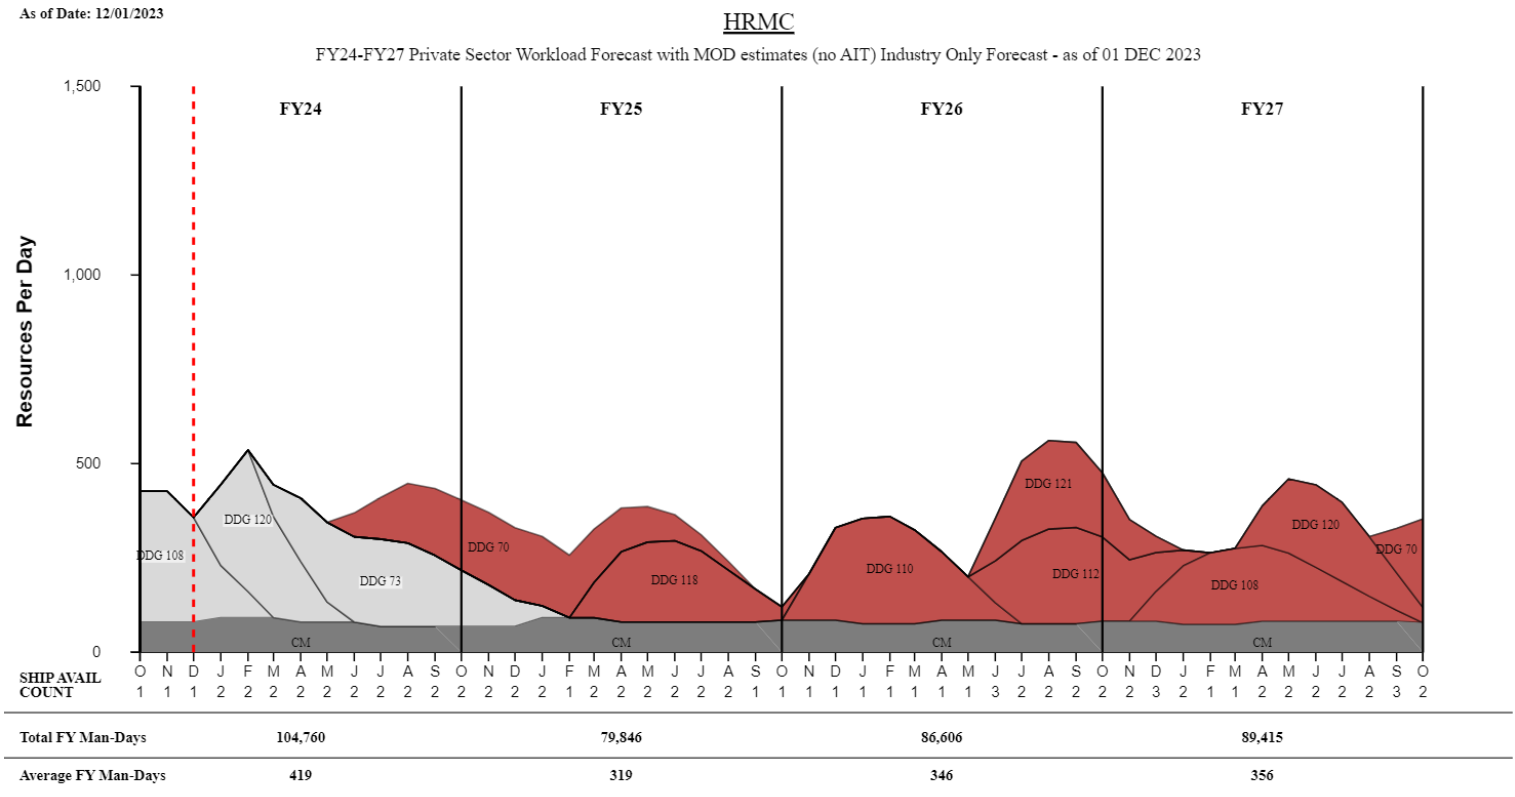 As of Date: 12/01/2023
HRMC
FY24-FY27 Private Sector Workload Forecast with MOD estimates (no AIT) Industry Only Forecast - as of 01 DEC 2023
1,500
FY24 FY25 FY26 FY27
1,000
Resources Per Day
500
DDG 121
DDG 120 DDG 120
DDG 108 DDG 70 DDG 70
DDG 73 DDG 118 DDG 110 DDG 112 DDG 108
CM CM CM CM
0
O N D J F M A M J J A S O N D J F M A M J J A S O N D J F M A M J J A S O N D J F M A M J J A S O
SHIP AVAIL
COUNT
1 1 1 2 2 2 2 2 2 2 2 2 2 2 2 2 1 2 2 2 2 2 2 1 1 1 1 1 1 1 1 1 3 2 2 2 2 2 3 2 1 1 2 2 2 2 2 3 2
Total FY Man-Days 104,760 79,846 86,606 89,415
Average FY Man-Days 419 319 346 356